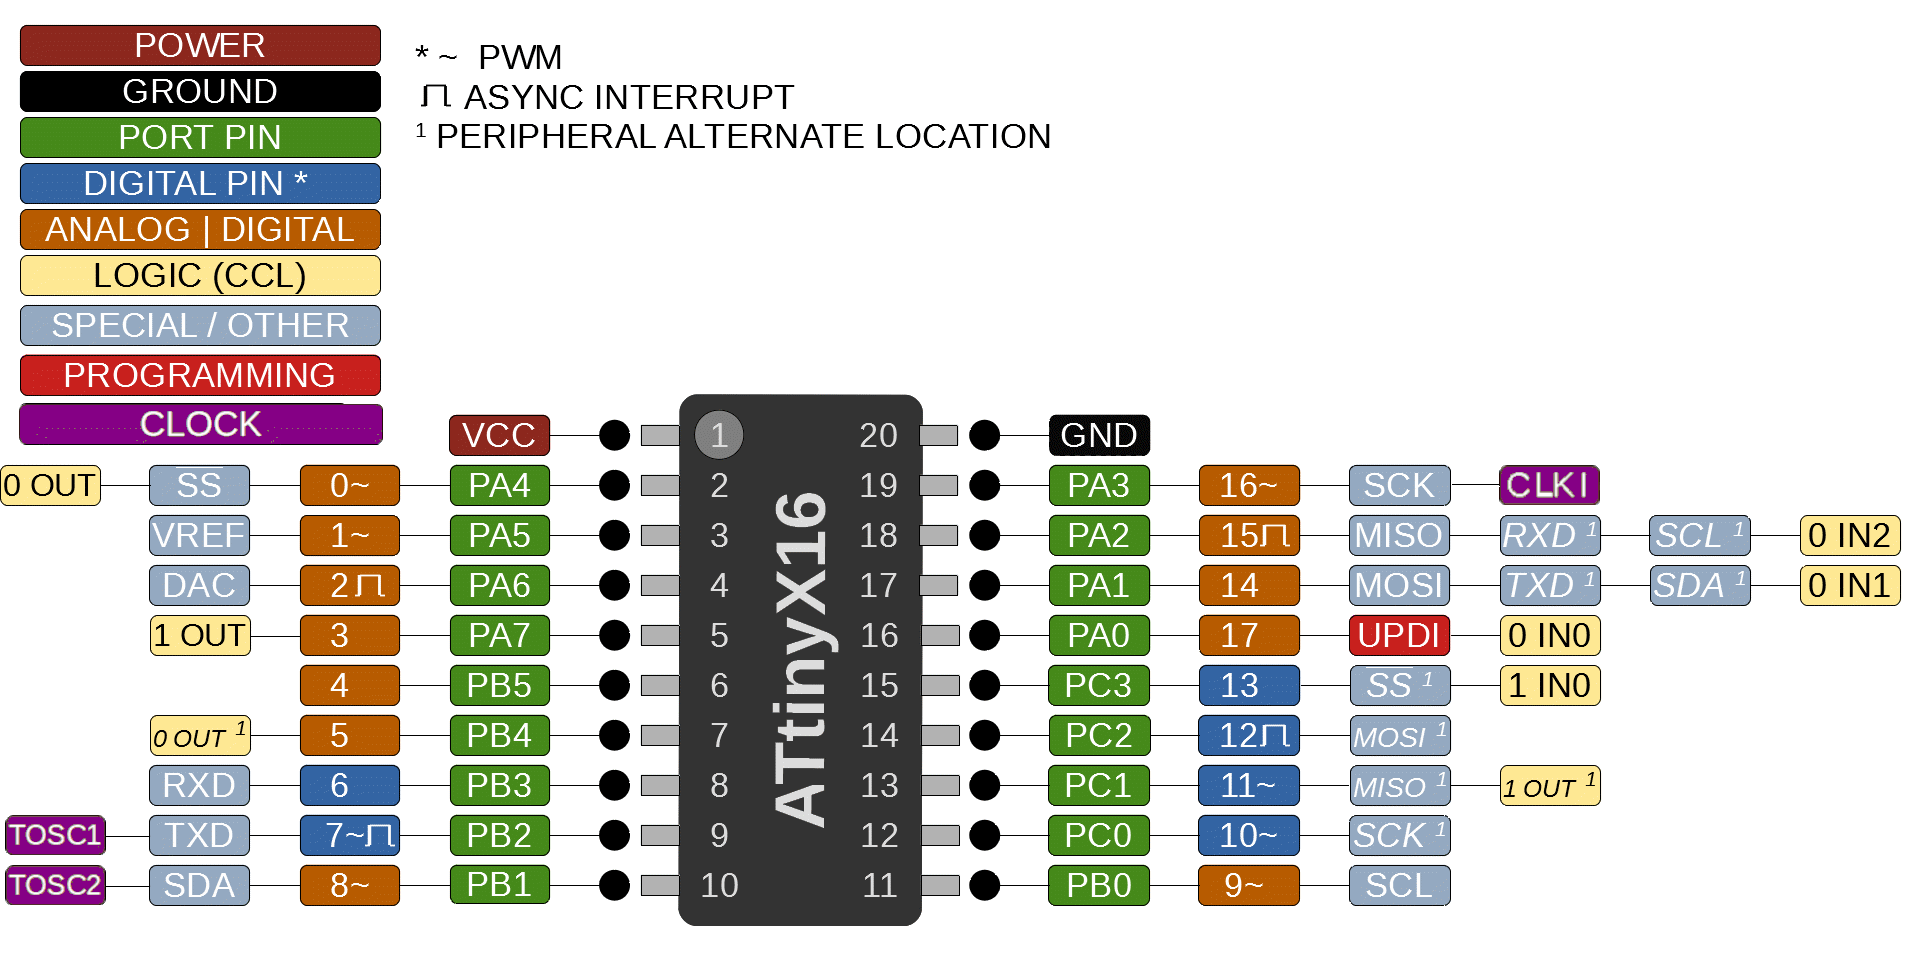 POWER
GROUND
PORT PIN
DIGITAL PIN *
ANALOG | DIGITAL
LOGIC (CCL)
SPECIAL / OTHER
PROGRAMMING
CLOCK
* ~ PWM
ASYNC INTERRUPT
¹ PERIPHERAL ALTERNATE LOCATION
VCC 1 20 GND
0 OUT SS 0~ PA4 2 19 PA3 16~ SCK CLKI
VREF 1~ PA5 3 18 PA2 15 MISO RXD ¹ SCL ¹ 0 IN2
DAC 2 PA6 4 17 PA1 14 MOSI TXD ¹ SDA ¹ 0 IN1
1 OUT 3 PA7 5 16 PA0 17 UPDI 0 IN0
4 PB5 6 15 PC3 13 SS ¹ 1 IN0
0 OUT ¹ 5 PB4 7 14 PC2 12 MOSI ¹
RXD 6 PB3 8 13 PC1 11~ MISO ¹ 1 OUT ¹
TOSC1 TXD 7~ PB2 9 12 PC0 10~ SCK ¹
TOSC2 SDA 8~ PB1 10 11 PB0 9~ SCL
ATtinyX16